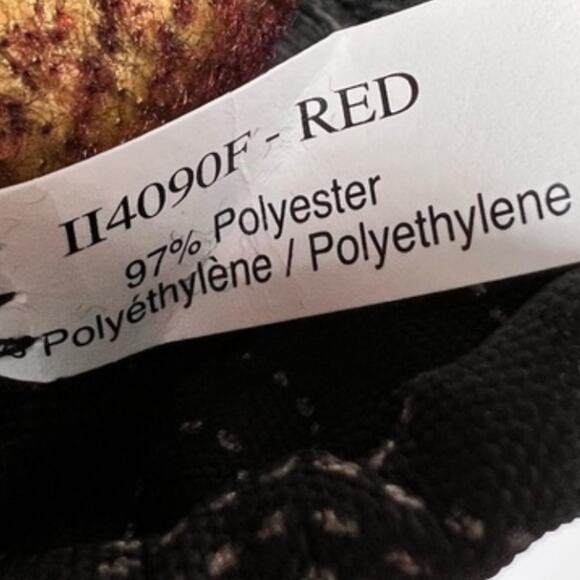 II4090F - RED
97% Polyester
% Polyéthylène / Polyethylene